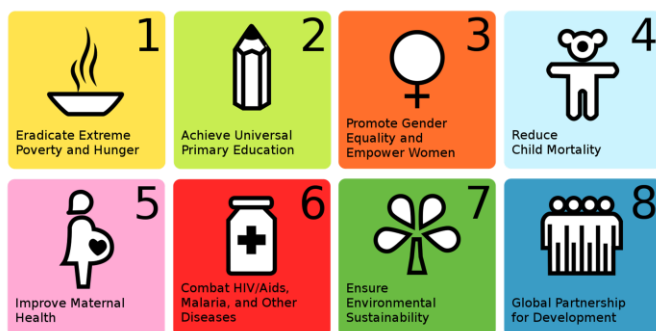 1
Eradicate Extreme
Poverty and Hunger
2
Achieve Universal
Primary Education
3
Promote Gender
Equality and
Empower Women
4
Reduce
Child Mortality
5
Improve Maternal
Health
6
Combat HIV/Aids,
Malaria, and Other
Diseases
7
Ensure
Environmental
Sustainability
8
Global Partnership
for Development